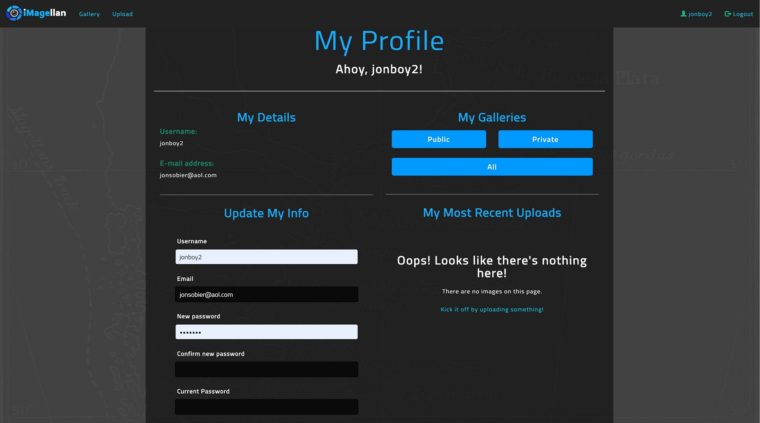 iMagellan
Gallery
Upload
jonboy2
Logout
My Profile
Ahoy, jonboy2!
My Details
Username:
jonboy2
E-mail address:
jonsobier@aol.com
My Galleries
Public
Private
All
Update My Info
Username
jonboy2
Email
jonsobier@aol.com
New password
•••••••
Confirm new password
Current Password
My Most Recent Uploads
Oops! Looks like there's nothing
here!
There are no images on this page.
Kick it off by uploading something!